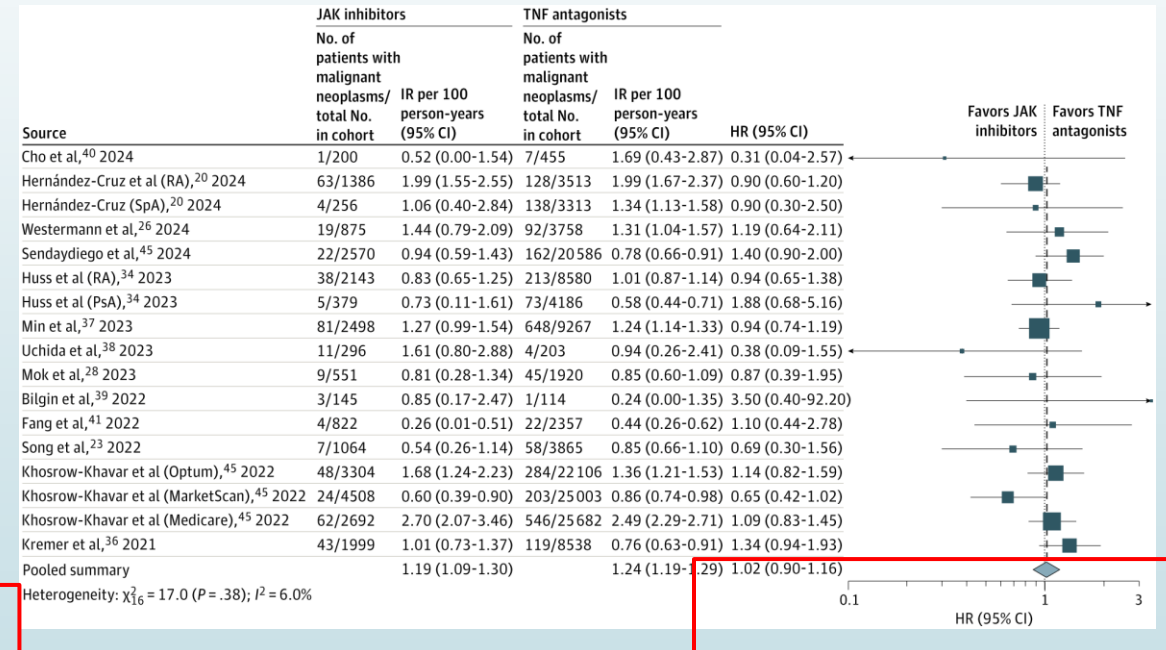 JAK inhibitors TNF antagonists
No. of patients with malignant neoplasms/ total No. in cohort IR per 100 person-years (95% CI) No. of patients with malignant neoplasms/ total No. in cohort IR per 100 person-years (95% CI)
Source HR (95% CI) Favors JAK inhibitors Favors TNF antagonists
Cho et al,40 2024 1/200 0.52 (0.00-1.54) 7/455 1.69 (0.43-2.87) 0.31 (0.04-2.57)
Hernández-Cruz et al (RA),20 2024 63/1386 1.99 (1.55-2.55) 128/3513 1.99 (1.67-2.37) 0.90 (0.60-1.20)
Hernández-Cruz (SpA),20 2024 4/256 1.06 (0.40-2.84) 138/3313 1.34 (1.13-1.58) 0.90 (0.30-2.50)
Westermann et al,26 2024 19/875 1.44 (0.79-2.09) 92/3758 1.31 (1.04-1.57) 1.19 (0.64-2.11)
Sendaydiego et al,45 2024 22/2570 0.94 (0.59-1.43) 162/20 586 0.78 (0.66-0.91) 1.40 (0.90-2.00)
Huss et al (RA),34 2023 38/2143 0.83 (0.65-1.25) 213/8580 1.01 (0.87-1.14) 0.94 (0.65-1.38)
Huss et al (PsA),34 2023 5/379 0.73 (0.11-1.61) 73/4186 0.58 (0.44-0.71) 1.88 (0.68-5.16)
Min et al,37 2023 81/2498 1.27 (0.99-1.54) 648/9267 1.24 (1.14-1.33) 0.94 (0.74-1.19)
Uchida et al,38 2023 11/296 1.61 (0.80-2.88) 4/203 0.94 (0.26-2.41) 0.38 (0.09-1.55)
Mok et al,28 2023 9/551 0.81 (0.28-1.34) 45/1920 0.85 (0.60-1.09) 0.87 (0.39-1.95)
Bilgin et al,39 2022 3/145 0.85 (0.17-2.47) 1/114 0.24 (0.00-1.35) 3.50 (0.40-92.20)
Fang et al,41 2022 4/822 0.26 (0.01-0.51) 22/2357 0.44 (0.26-0.62) 1.10 (0.44-2.78)
Song et al,23 2022 7/1064 0.54 (0.26-1.14) 58/3865 0.85 (0.66-1.10) 0.69 (0.30-1.56)
Khosrow-Khavar et al (Optum),45 2022 48/3304 1.68 (1.24-2.23) 284/22 106 1.36 (1.21-1.53) 1.14 (0.82-1.59)
Khosrow-Khavar et al (MarketScan),45 2022 24/4508 0.60 (0.39-0.90) 203/25 003 0.86 (0.74-0.98) 0.65 (0.42-1.02)
Khosrow-Khavar et al (Medicare),45 2022 62/2692 2.70 (2.07-3.46) 546/25 682 2.49 (2.29-2.71) 1.09 (0.83-1.45)
Kremer et al,36 2021 43/1999 1.01 (0.73-1.37) 119/8538 0.76 (0.63-0.91) 1.34 (0.94-1.93)
Pooled summary 1.19 (1.09-1.30) 1.24 (1.19-1.29) 1.02 (0.90-1.16)
Heterogeneity: χ²16 = 17.0 (P = .38); I² = 6.0%
0.1 1 3
HR (95% CI)